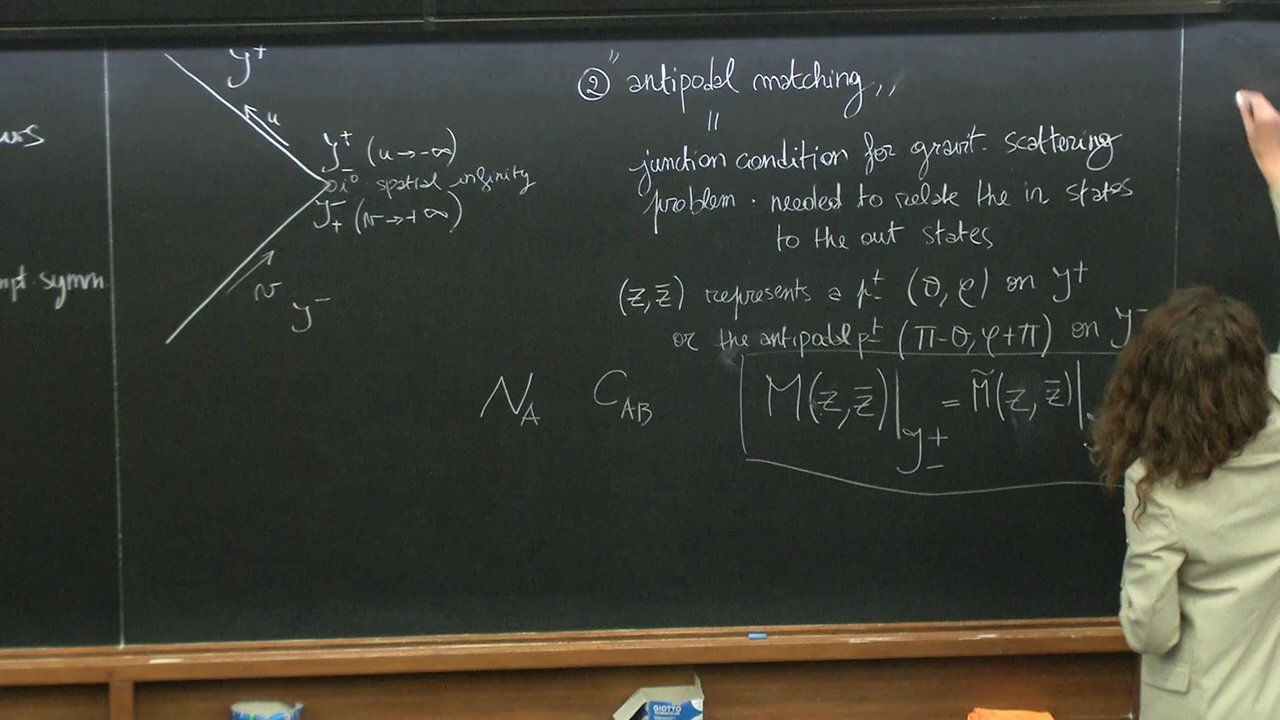 y⁺
u
y⁺₋ (u → -∞)
i⁰ spatial infinity
y⁻₊ (v → +∞)
v
y⁻
mpt. symm
② "antipodal matching"
=
junction condition for gravit. scattering
problem. needed to relate the in states
to the out states
(z, z̄) represents a pt (θ, φ) on y⁺
or the antipodal pt (π-θ, φ+π) on y⁻
N_A C_AB
M(z, z̄)|y⁺₋ = M̃(z, z̄)|
GIOTTO